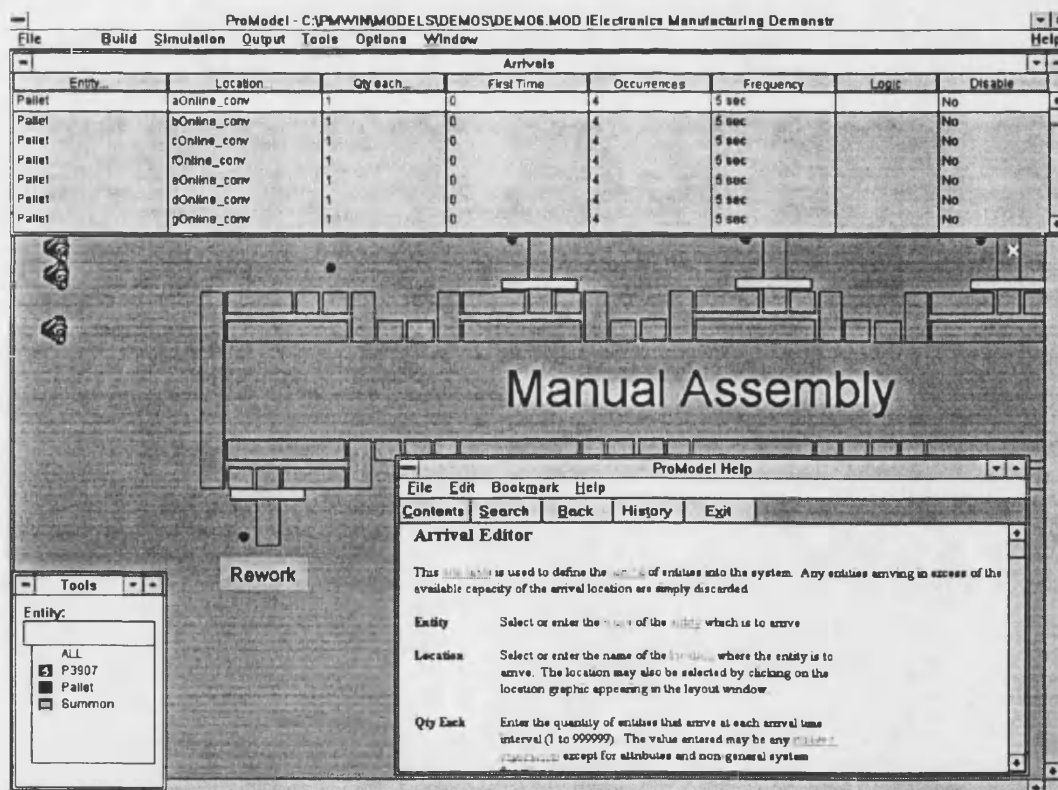 ProModel - C:\PMWIN\MODELS\DEMOS\DEMO6.MOD [Electronics Manufacturing Demonstr
File Build Simulation Output Tools Options Window Help
Arrivals
Entity... Location... Qty each... First Time Occurrences Frequency Logic Disable
Pallet aOnline_conv 1 0 4 5 sec No
Pallet bOnline_conv 1 0 4 5 sec No
Pallet cOnline_conv 1 0 4 5 sec No
Pallet fOnline_conv 1 0 4 5 sec No
Pallet eOnline_conv 1 0 4 5 sec No
Pallet dOnline_conv 1 0 4 5 sec No
Pallet gOnline_conv 1 0 4 5 sec No
Manual Assembly
Rework
Tools
Entity:
ALL
P3907
Pallet
Summon
ProModel Help
File Edit Bookmark Help
Contents Search Back History Exit
Arrival Editor
This is used to define the of entities into the system. Any entities arriving in excess of the
available capacity of the arrival location are simply discarded
Entity Select or enter the of the which is to arrive
Location Select or enter the name of the where the entity is to
arrive. The location may also be selected by clicking on the
location graphic appearing in the layout window.
Qty Each Enter the quantity of entities that arrive at each arrival time
interval (1 to 999999) The value entered may be any
except for attributes and non-general system